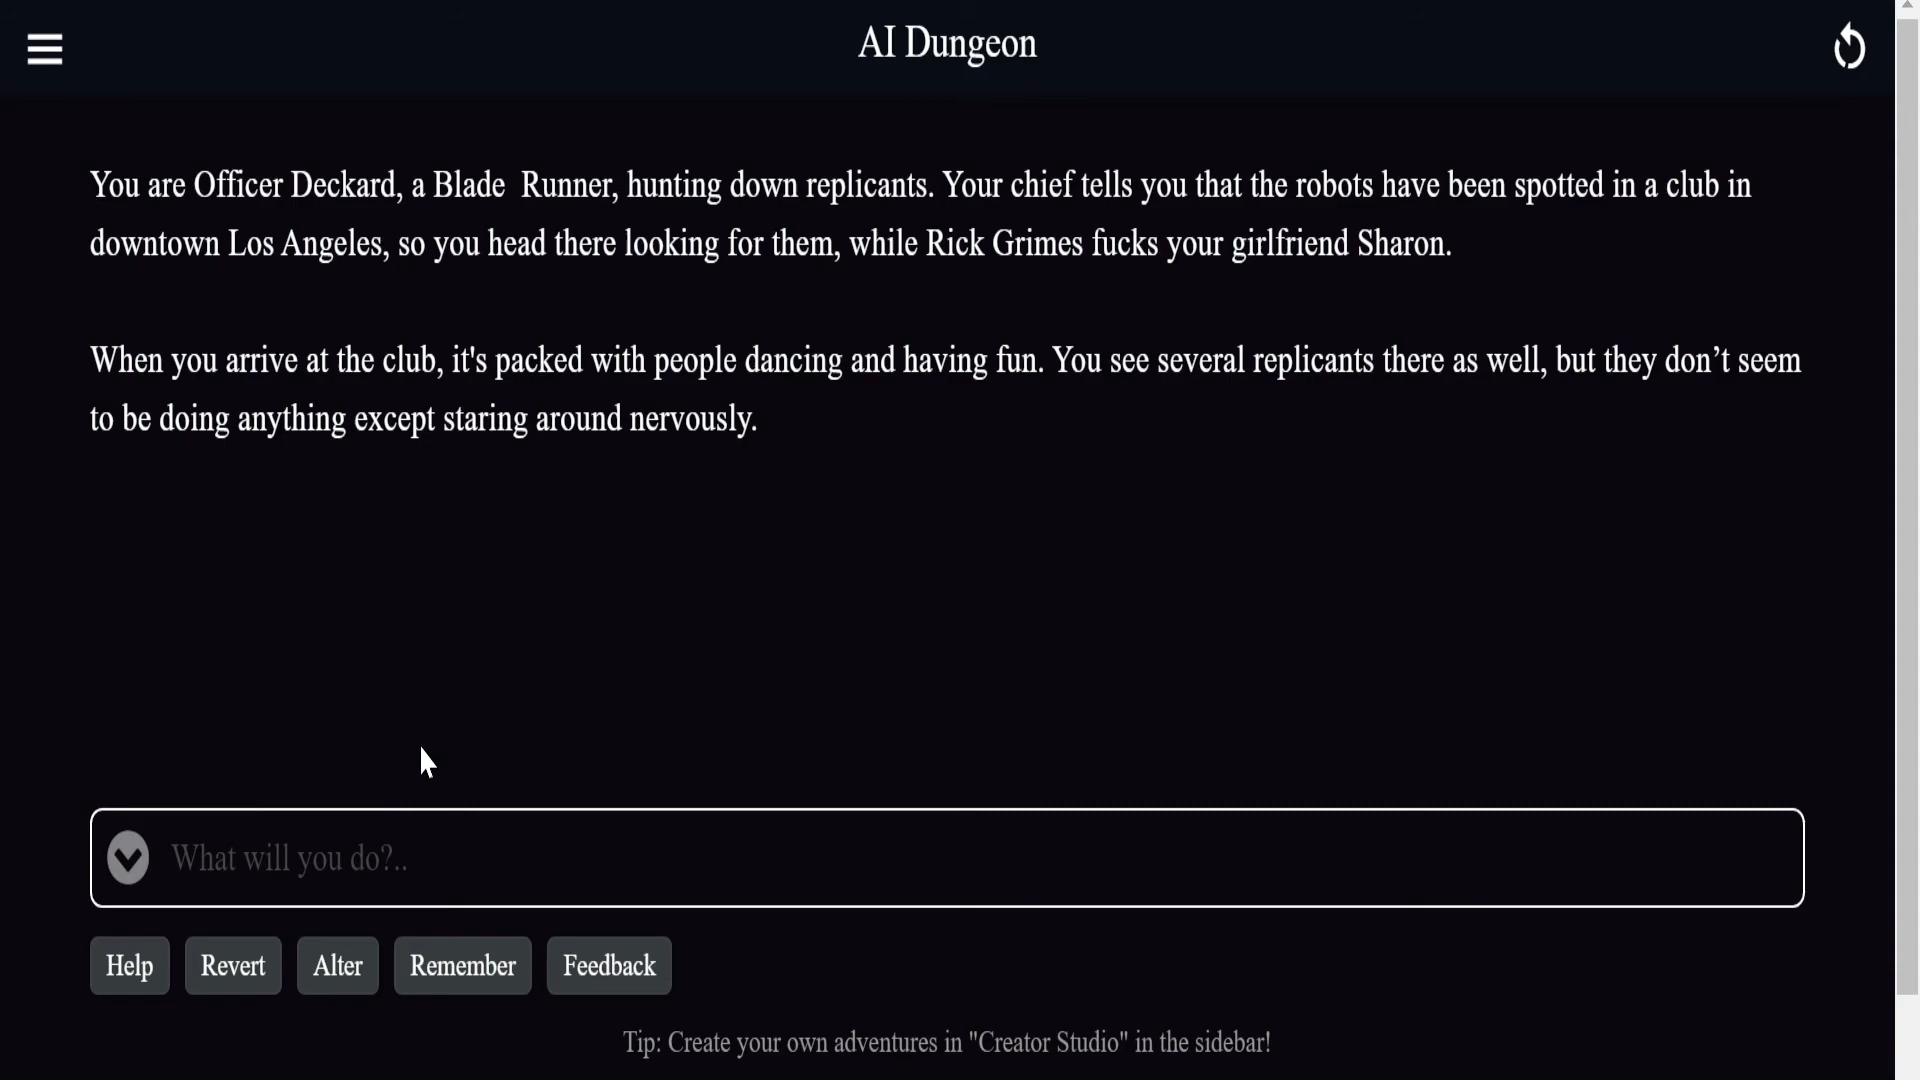 AI Dungeon
You are Officer Deckard, a Blade  Runner, hunting down replicants. Your chief tells you that the robots have been spotted in a club in
downtown Los Angeles, so you head there looking for them, while Rick Grimes fucks your girlfriend Sharon.
When you arrive at the club, it's packed with people dancing and having fun. You see several replicants there as well, but they don’t seem
to be doing anything except staring around nervously.
What will you do?..
Help Revert Alter Remember Feedback
Tip: Create your own adventures in "Creator Studio" in the sidebar!